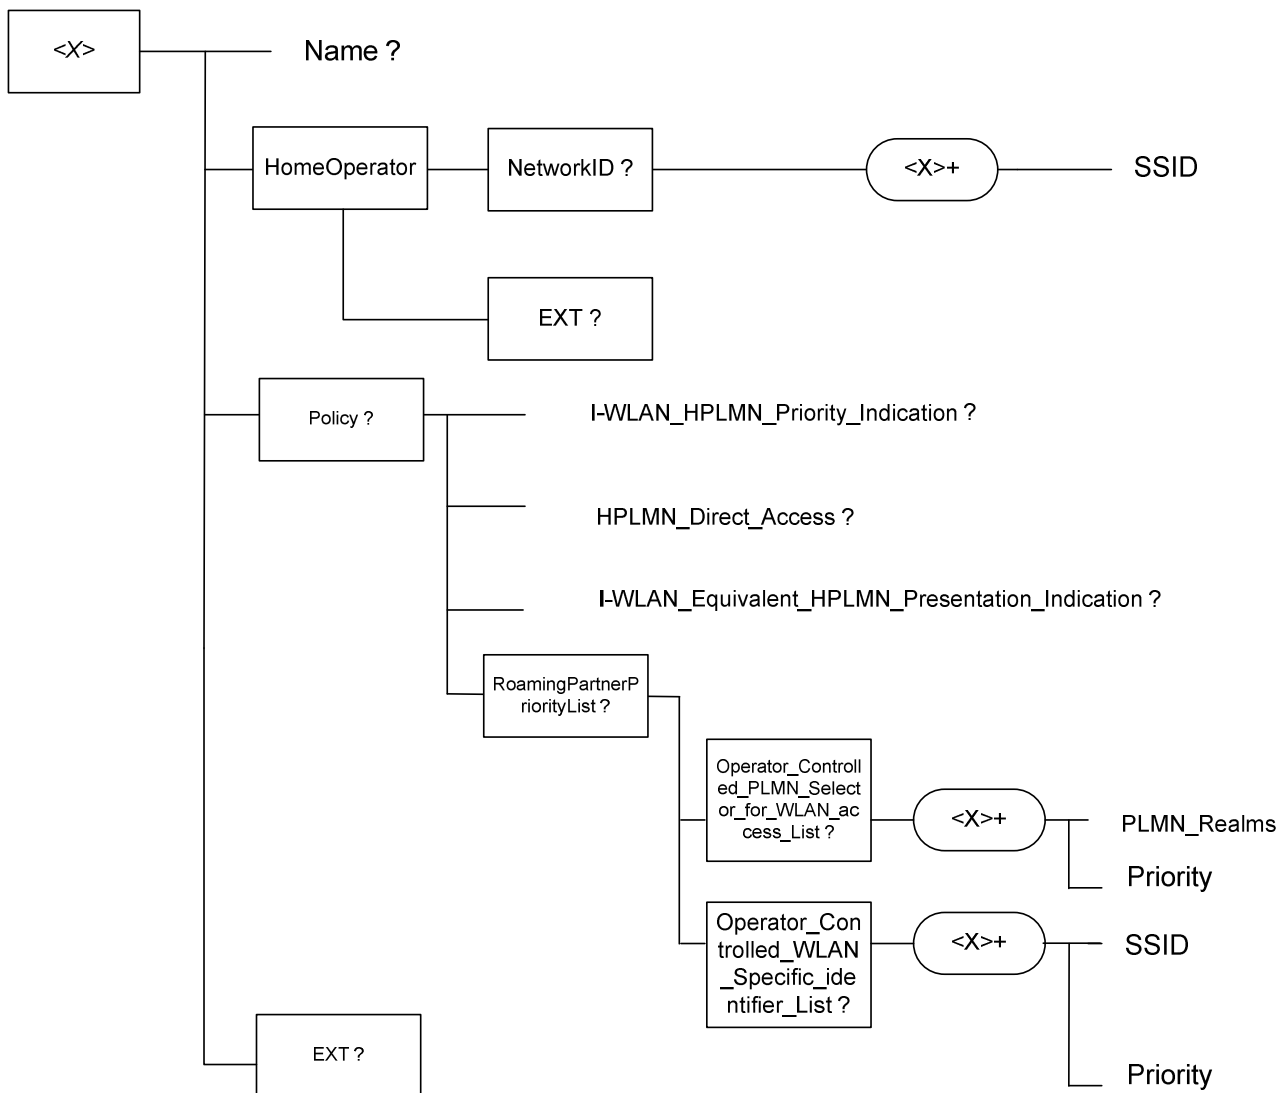 <X>
Name ?
HomeOperator
NetworkID ?
<X>+
SSID
EXT ?
Policy ?
I-WLAN_HPLMN_Priority_Indication ?
HPLMN_Direct_Access ?
I-WLAN_Equivalent_HPLMN_Presentation_Indication ?
RoamingPartnerP
riorityList ?
Operator_Controll
ed_PLMN_Select
or_for_WLAN_ac
cess_List ?
<X>+
PLMN_Realms
Priority
Operator_Con
trolled_WLAN
_Specific_ide
ntifier_List ?
<X>+
SSID
Priority
EXT ?